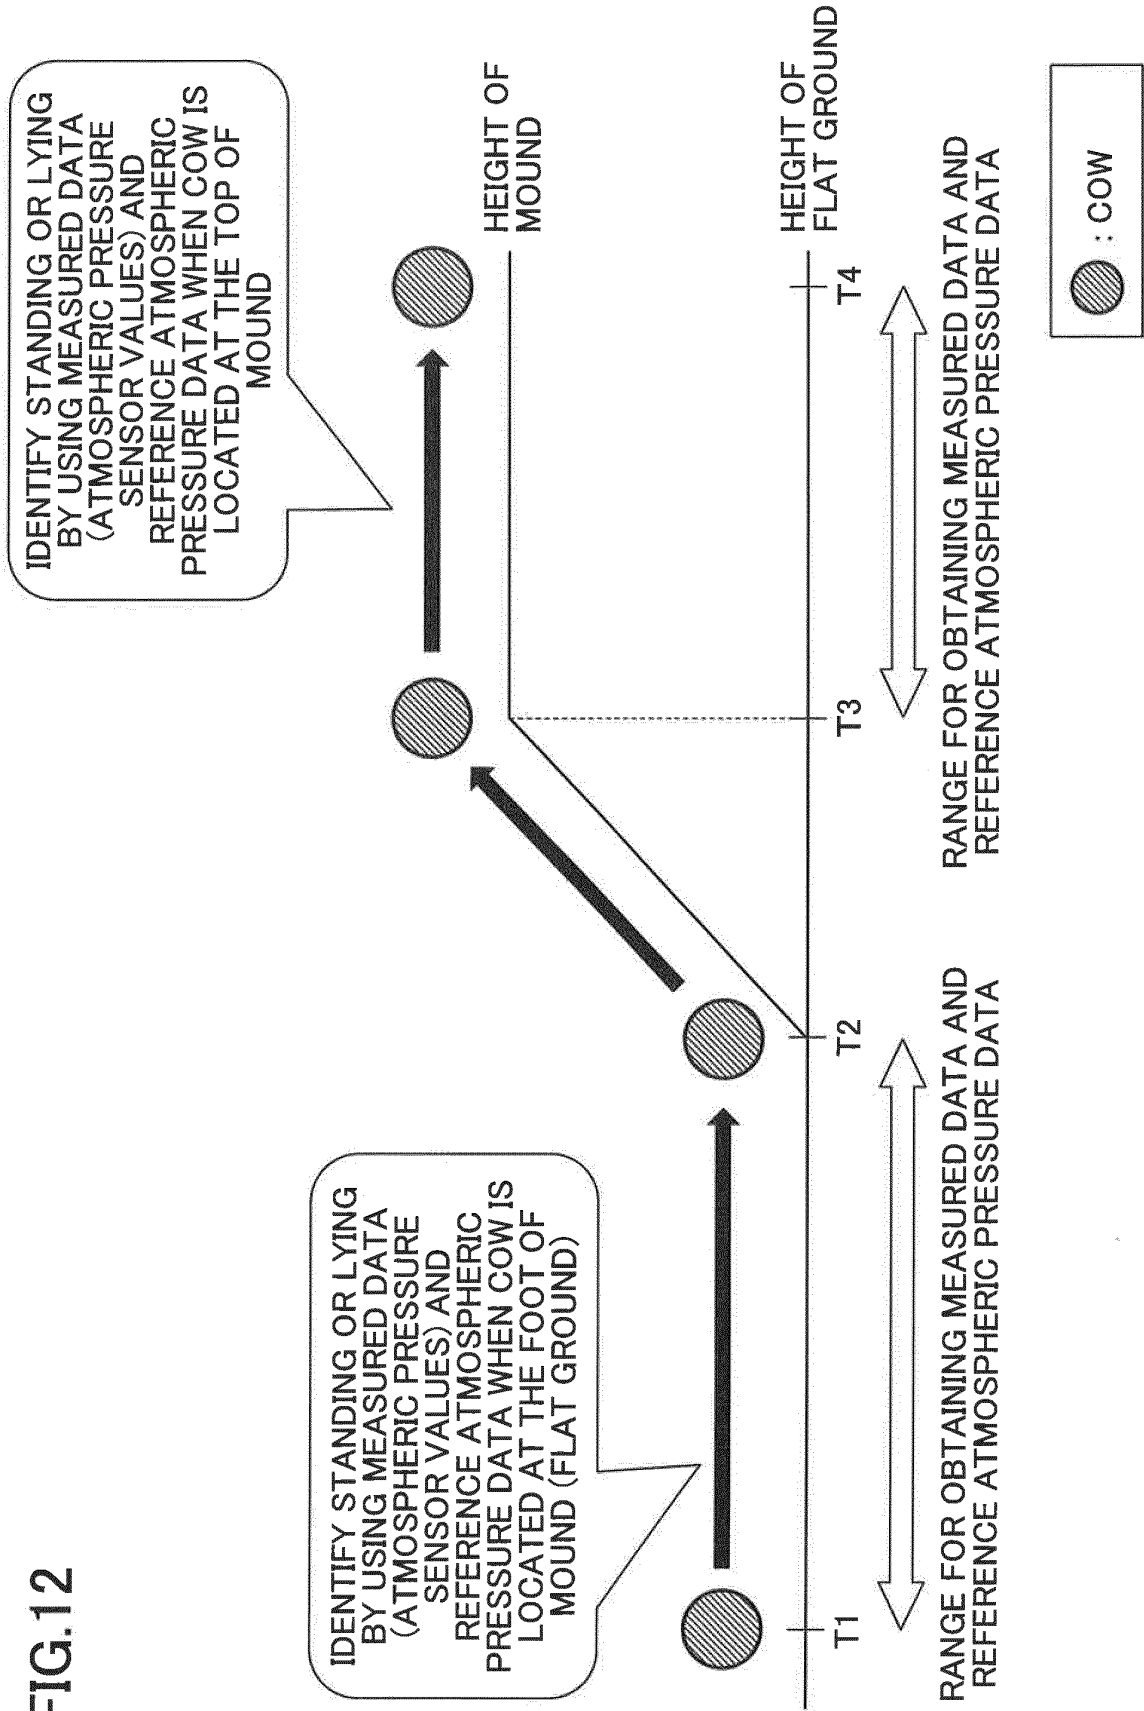 FIG.12
IDENTIFY STANDING OR LYING
BY USING MEASURED DATA
(ATMOSPHERIC PRESSURE
SENSOR VALUES) AND
REFERENCE ATMOSPHERIC
PRESSURE DATA WHEN COW IS
LOCATED AT THE FOOT OF
MOUND (FLAT GROUND)
IDENTIFY STANDING OR LYING
BY USING MEASURED DATA
(ATMOSPHERIC PRESSURE
SENSOR VALUES) AND
REFERENCE ATMOSPHERIC
PRESSURE DATA WHEN COW IS
LOCATED AT THE TOP OF
MOUND
HEIGHT OF
MOUND
HEIGHT OF
FLAT GROUND
T1
T2
T3
T4
RANGE FOR OBTAINING MEASURED DATA AND
REFERENCE ATMOSPHERIC PRESSURE DATA
RANGE FOR OBTAINING MEASURED DATA AND
REFERENCE ATMOSPHERIC PRESSURE DATA
: COW